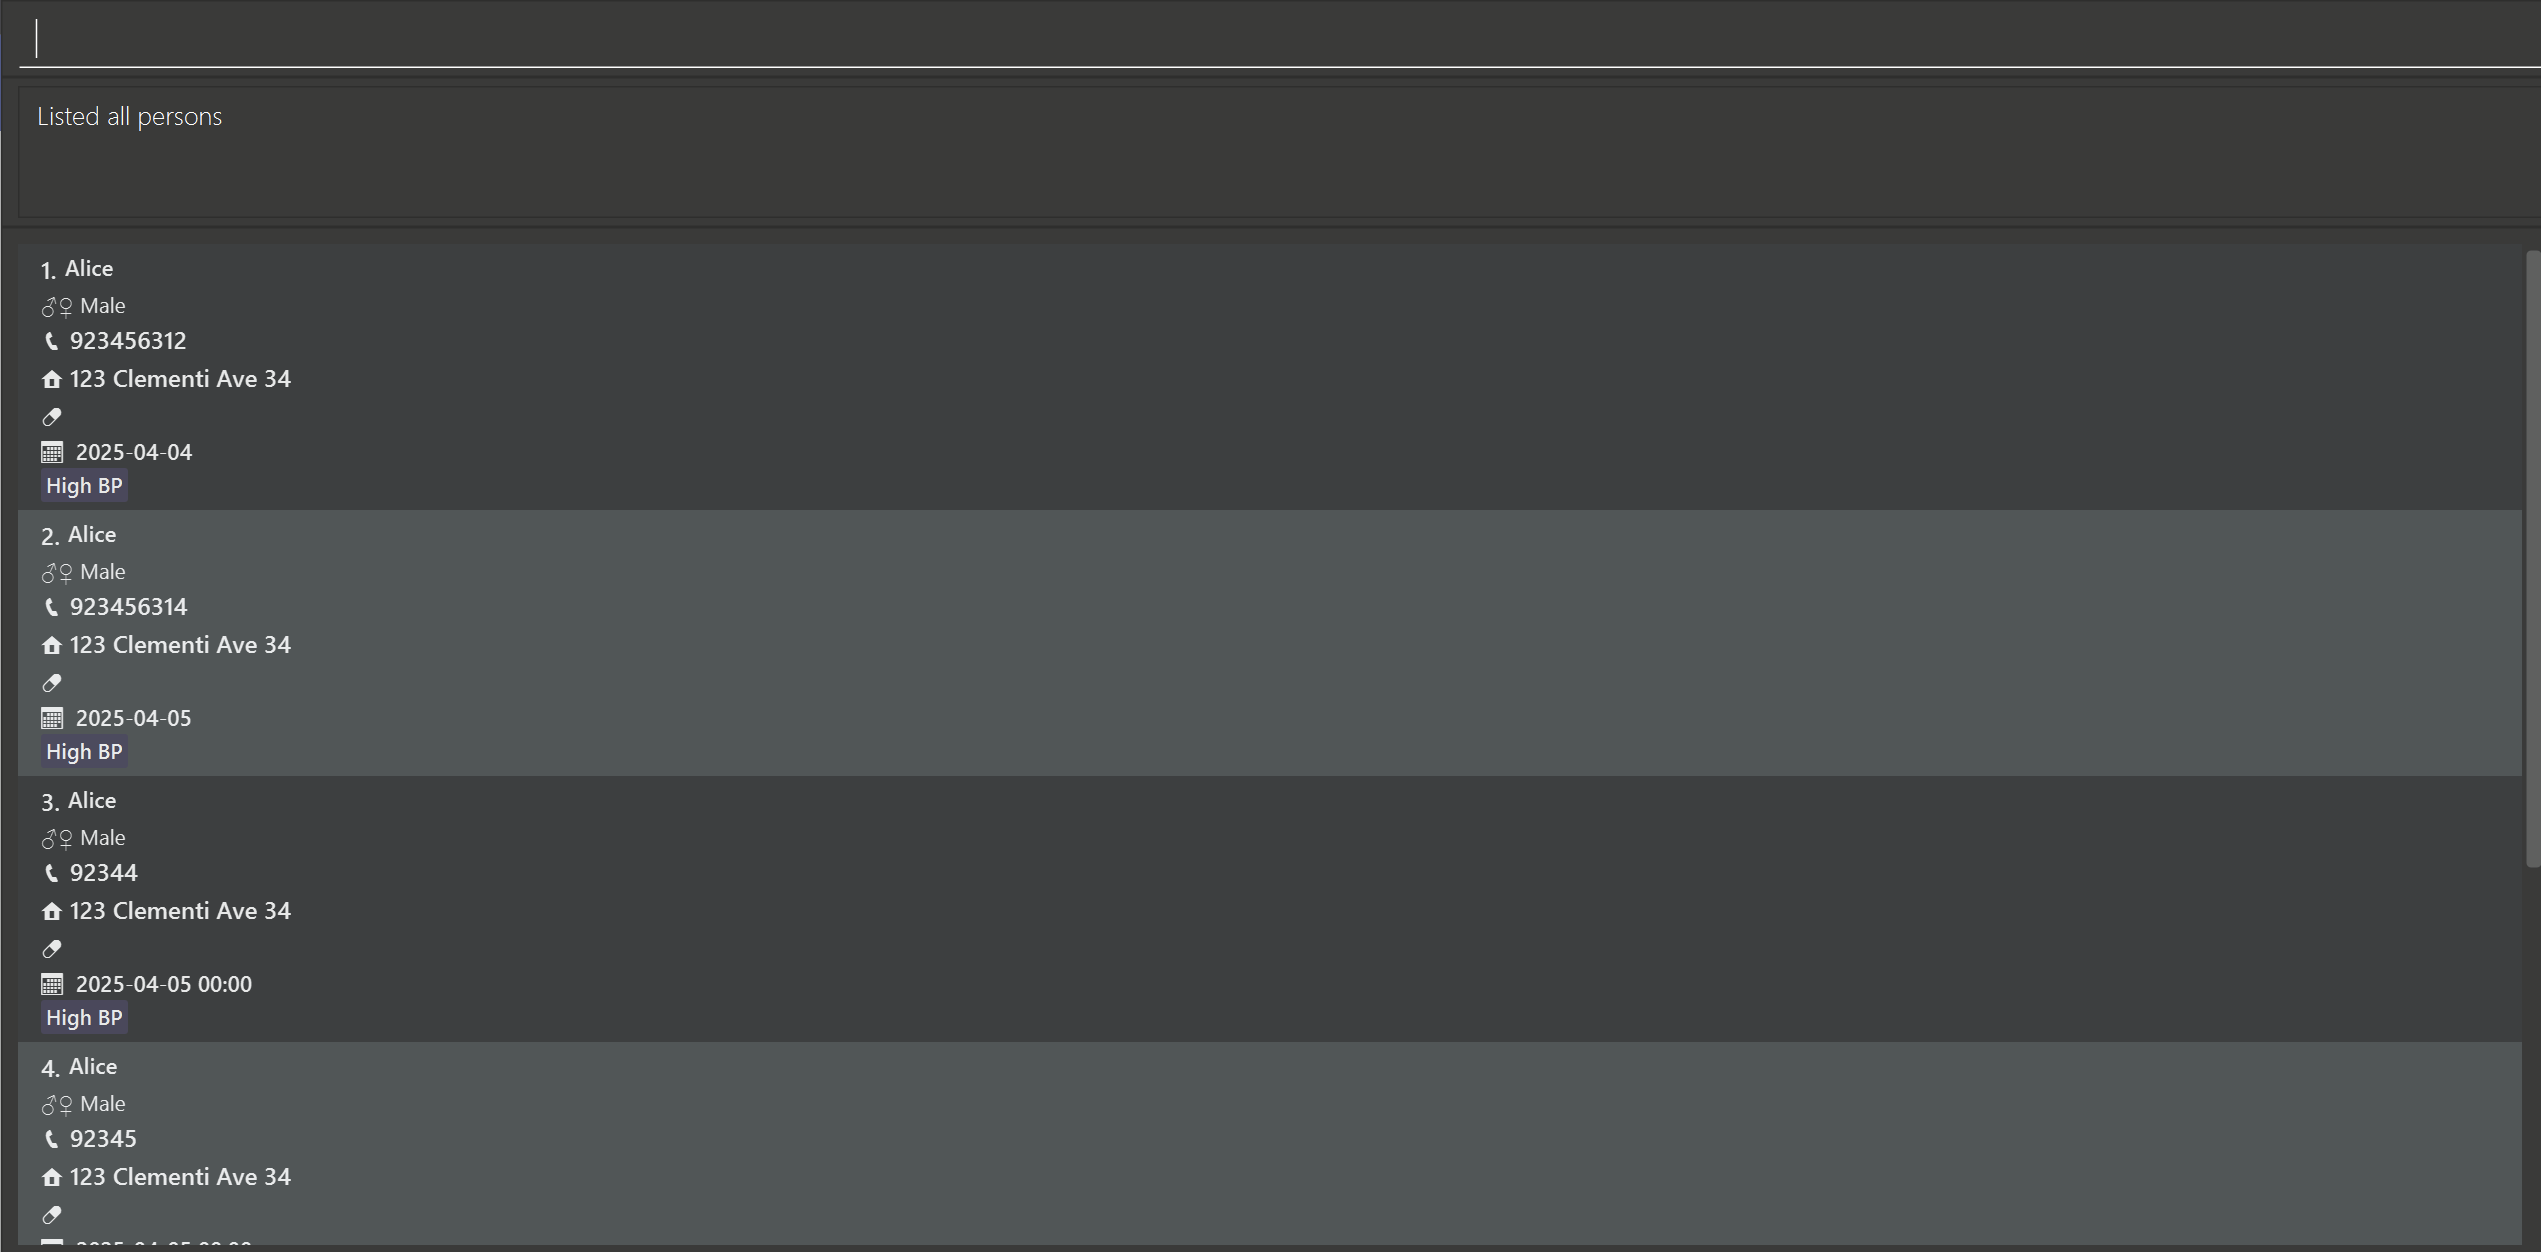 Listed all persons
1. Alice
Male
923456312
123 Clementi Ave 34
2025-04-04
High BP
2. Alice
Male
923456314
123 Clementi Ave 34
2025-04-05
High BP
3. Alice
Male
92344
123 Clementi Ave 34
2025-04-05 00:00
High BP
4. Alice
Male
92345
123 Clementi Ave 34